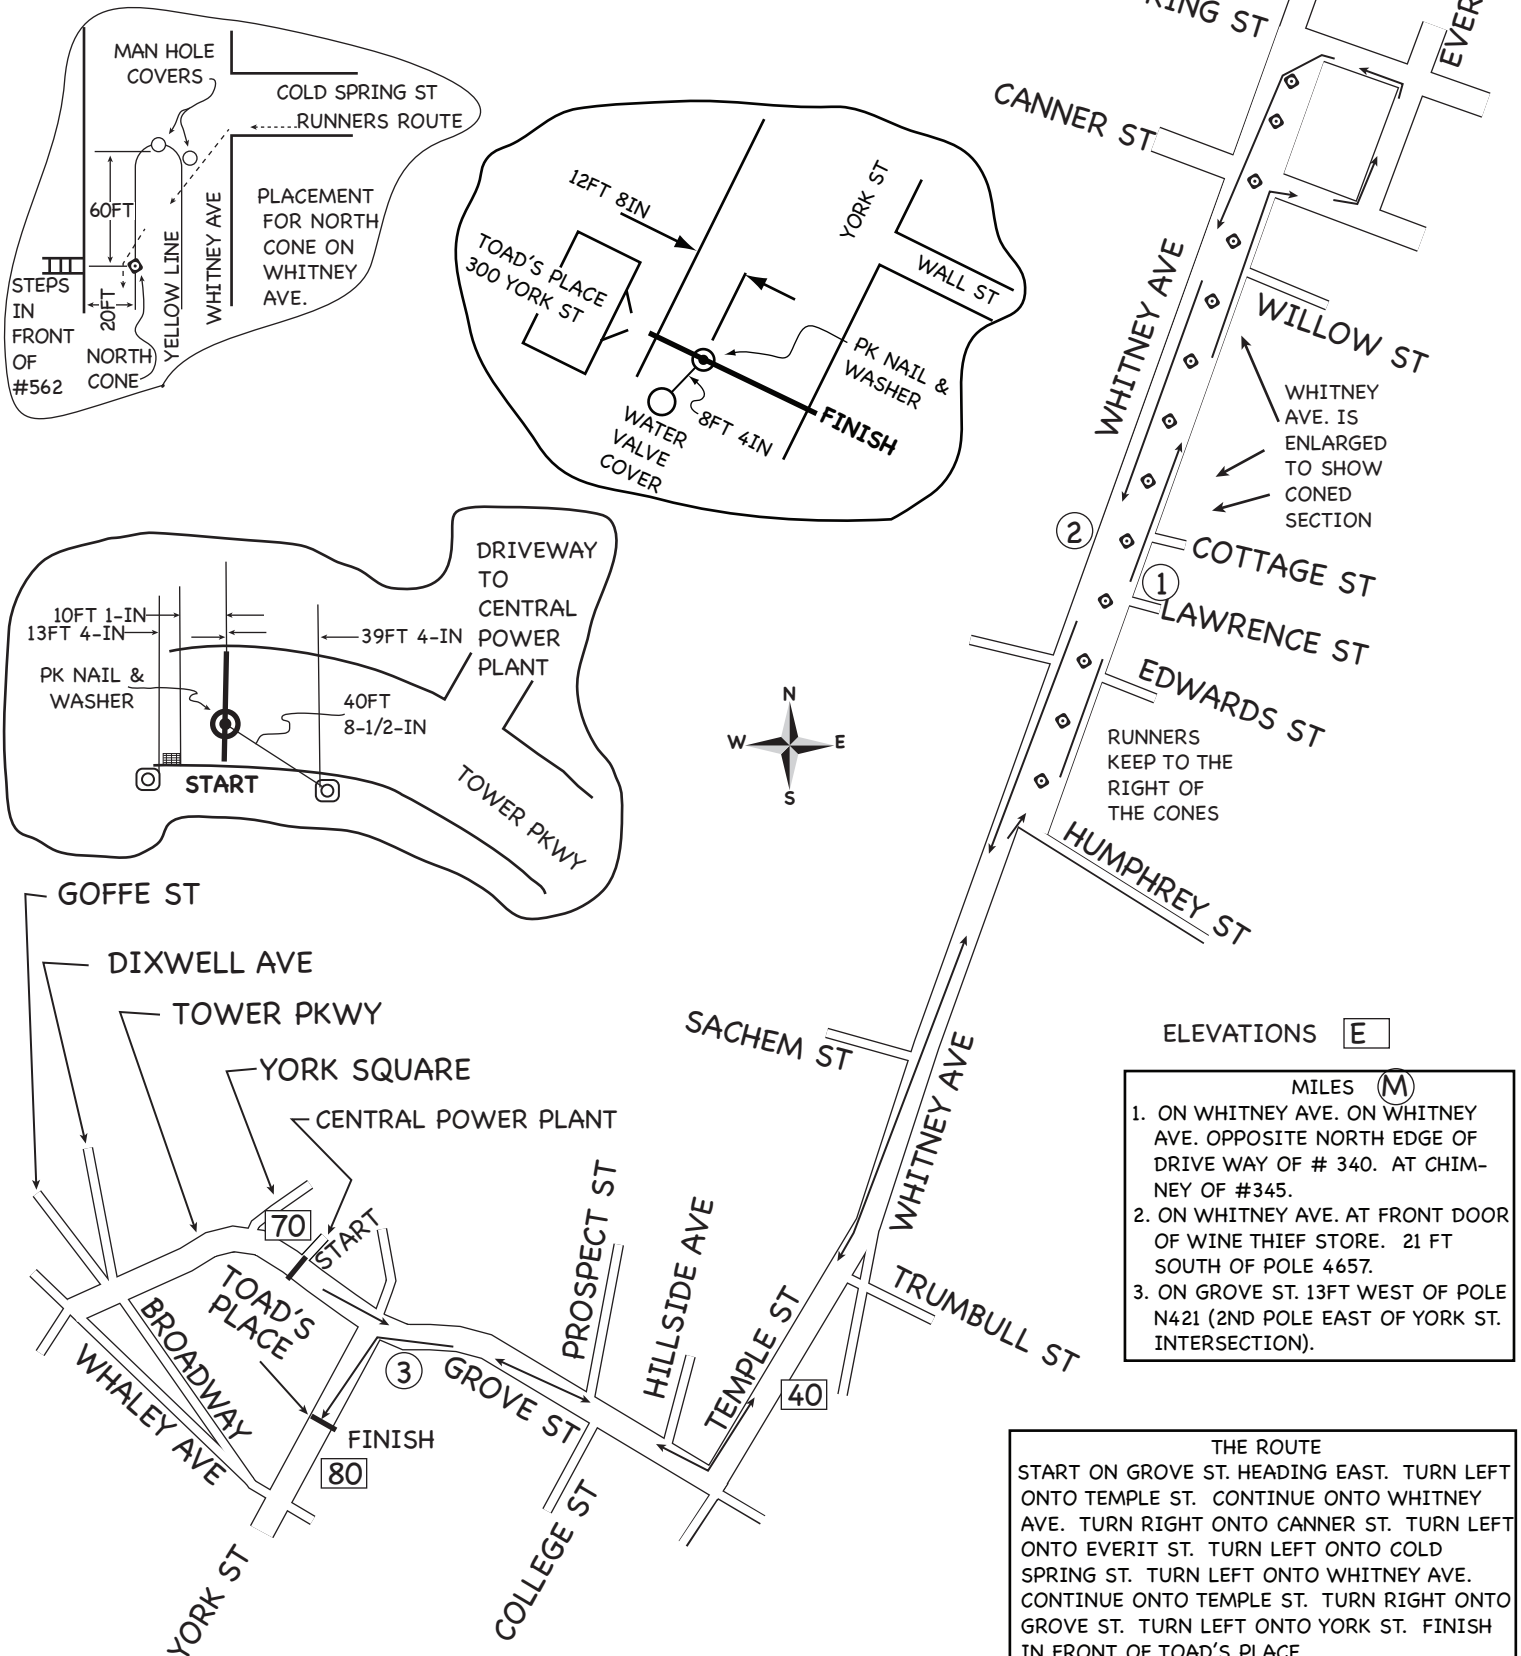 MAN HOLE
COVERS
COLD SPRING ST
RUNNERS ROUTE
60FT
PLACEMENT
FOR NORTH
CONE ON
WHITNEY
AVE.
WHITNEY AVE
YELLOW LINE
20FT
STEPS
IN
FRONT
OF
#562
NORTH
CONE
12FT 8IN
YORK ST
TOAD'S PLACE
300 YORK ST
WALL ST
PK NAIL &
WASHER
FINISH
8FT 4IN
WATER
VALVE
COVER
RING ST
EVER
CANNER ST
WHITNEY AVE
WILLOW ST
WHITNEY
AVE. IS
ENLARGED
TO SHOW
CONED
SECTION
2
COTTAGE ST
1
LAWRENCE ST
EDWARDS ST
RUNNERS
KEEP TO THE
RIGHT OF
THE CONES
HUMPHREY ST
DRIVEWAY
TO
CENTRAL
POWER
PLANT
10FT 1-IN
13FT 4-IN
39FT 4-IN
PK NAIL &
WASHER
40FT
8-1/2-IN
START
TOWER PKWY
N
W E
S
GOFFE ST
DIXWELL AVE
TOWER PKWY
YORK SQUARE
CENTRAL POWER PLANT
SACHEM ST
WHITNEY AVE
70
START
TOAD'S
PLACE
BROADWAY
WHALEY AVE
3
GROVE ST
FINISH
80
YORK ST
COLLEGE ST
PROSPECT ST
HILLSIDE AVE
TEMPLE ST
40
TRUMBULL ST
ELEVATIONS E
MILES M
1. ON WHITNEY AVE. ON WHITNEY
AVE. OPPOSITE NORTH EDGE OF
DRIVE WAY OF # 340. AT CHIM-
NEY OF #345.
2. ON WHITNEY AVE. AT FRONT DOOR
OF WINE THIEF STORE. 21 FT
SOUTH OF POLE 4657.
3. ON GROVE ST. 13FT WEST OF POLE
N421 (2ND POLE EAST OF YORK ST.
INTERSECTION).
THE ROUTE
START ON GROVE ST. HEADING EAST. TURN LEFT
ONTO TEMPLE ST. CONTINUE ONTO WHITNEY
AVE. TURN RIGHT ONTO CANNER ST. TURN LEFT
ONTO EVERIT ST. TURN LEFT ONTO COLD
SPRING ST. TURN LEFT ONTO WHITNEY AVE.
CONTINUE ONTO TEMPLE ST. TURN RIGHT ONTO
GROVE ST. TURN LEFT ONTO YORK ST. FINISH
IN FRONT OF TOAD'S PLACE